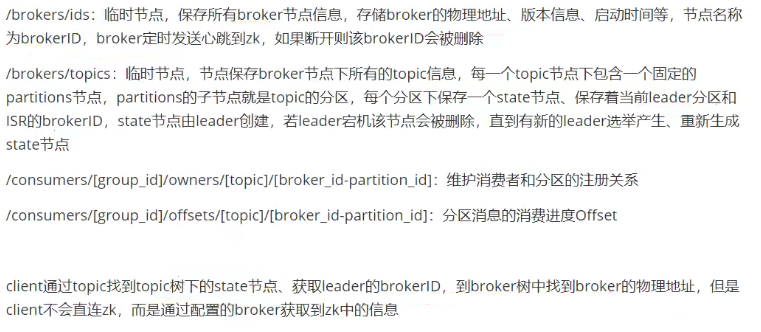 /brokers/ids：临时节点，保存所有broker节点信息，存储broker的物理地址、版本信息、启动时间等，节点名称
为brokerID，broker定时发送心跳到zk，如果断开则该brokerID会被删除
/brokers/topics：临时节点，节点保存broker节点下所有的topic信息，每一个topic节点下包含一个固定的
partitions节点，partitions的子节点就是topic的分区，每个分区下保存一个state节点、保存着当前leader分区和
ISR的brokerID，state节点由leader创建，若leader宕机该节点会被删除，直到有新的leader选举产生、重新生成
state节点
/consumers/[group_id]/owners/[topic]/[broker_id-partition_id]：维护消费者和分区的注册关系
/consumers/[group_id]/offsets/[topic]/[broker_id-partition_id]：分区消息的消费进度Offset
client通过topic找到topic树下的state节点、获取leader的brokerID，到broker树中找到broker的物理地址，但是
client不会直连zk，而是通过配置的broker获取到zk中的信息